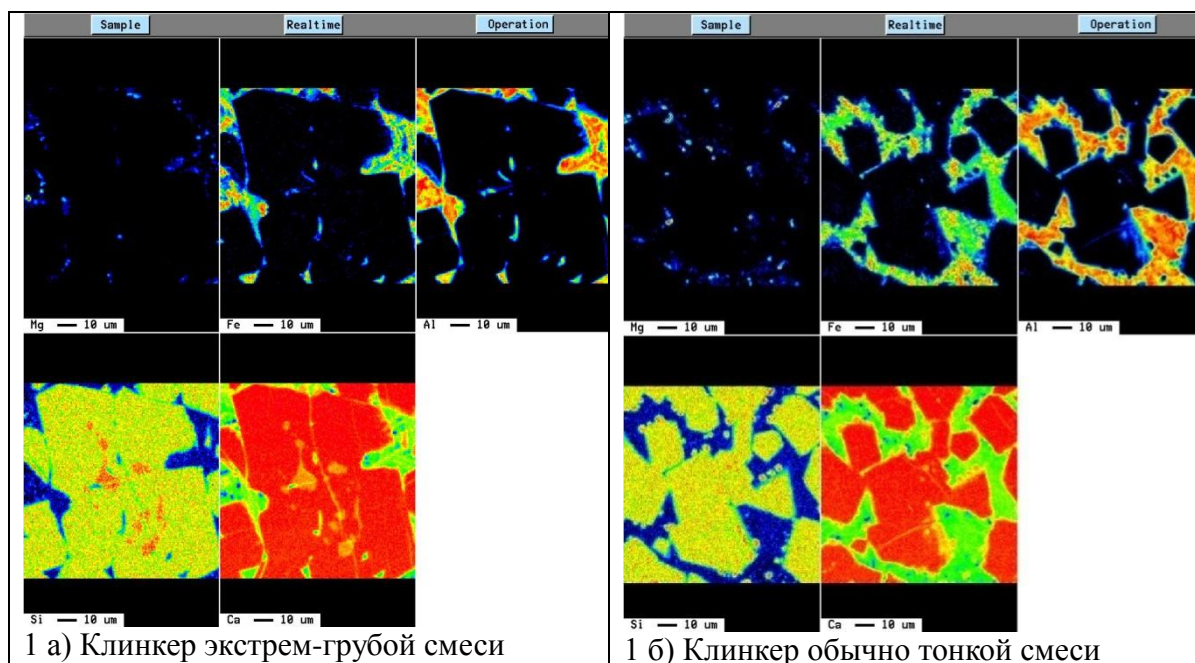 Sample Realtime Operation
Mg 10 um Fe 10 um Al 10 um
Si 10 um Ca 10 um
1 а) Клинкер экстрем-грубой смеси
Sample Realtime Operation
Mg 10 um Fe 10 um Al 10 um
Si 10 um Ca 10 um
1 б) Клинкер обычно тонкой смеси